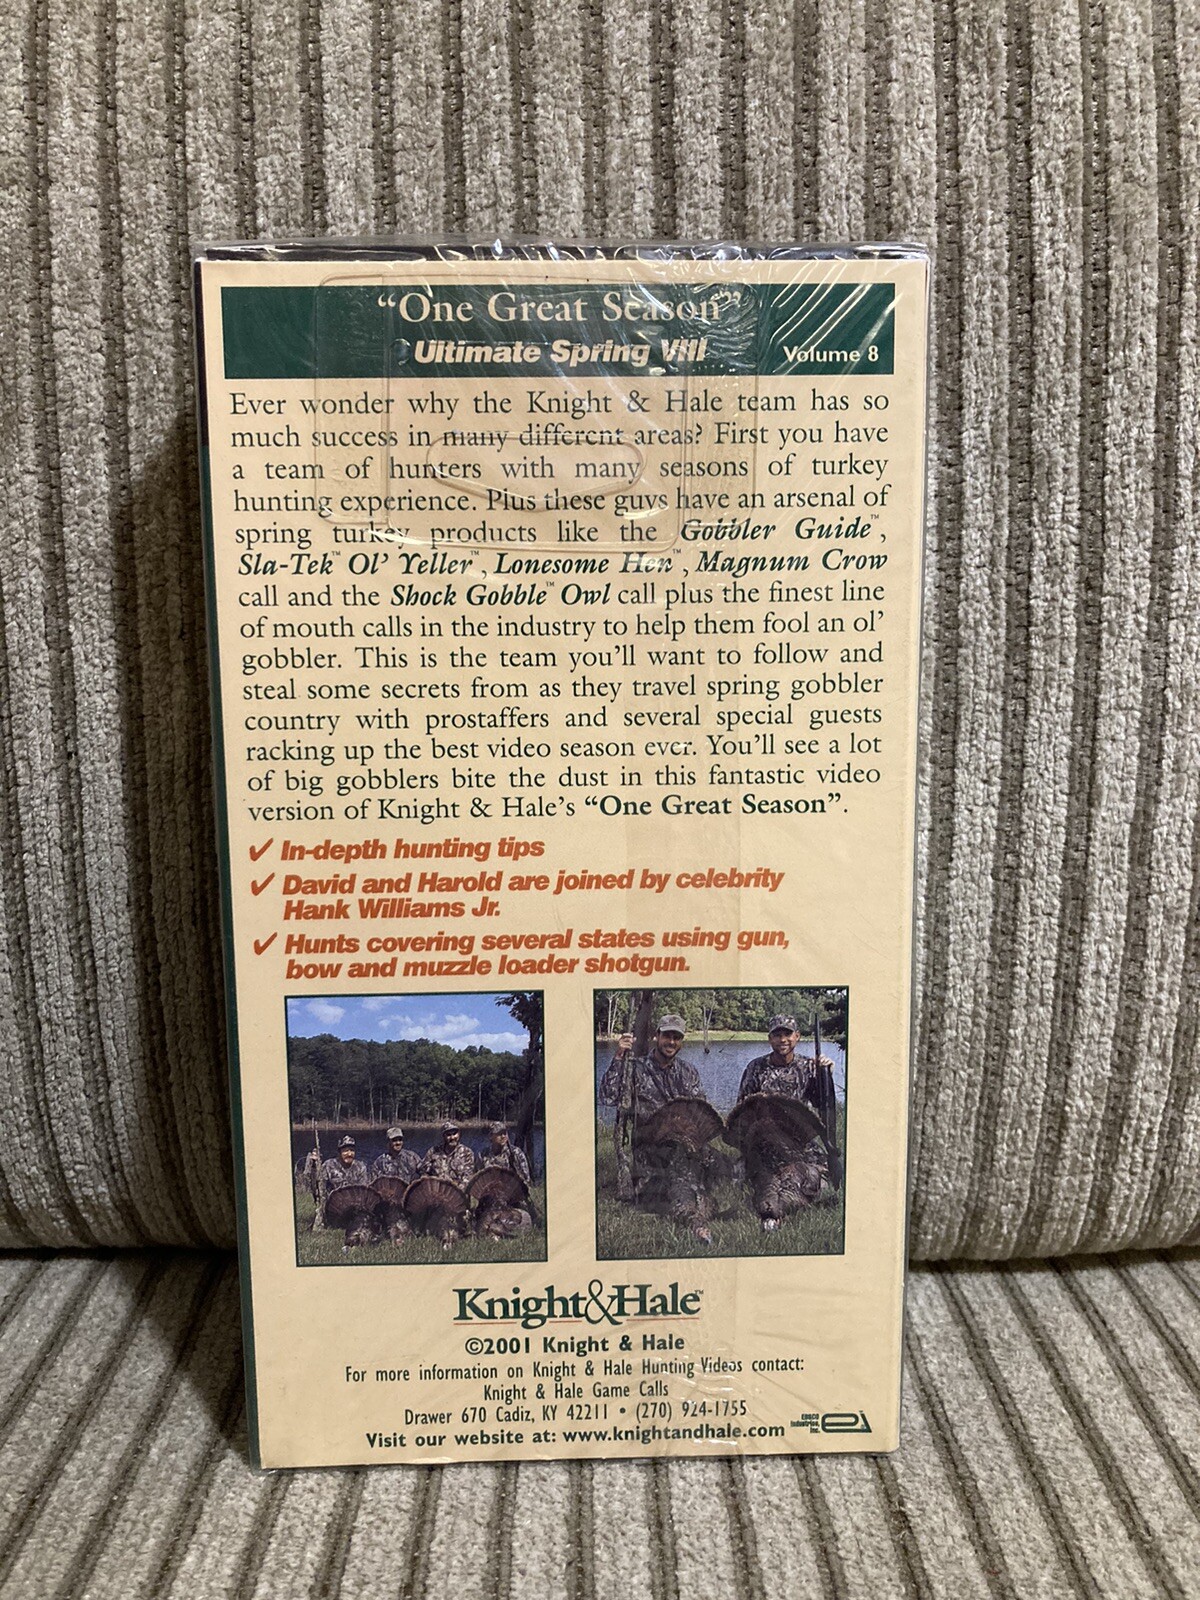 “One Great Season”
Ultimate Spring VIII
Volume 8
Ever wonder why the Knight & Hale team has so
much success in many different areas? First you have
a team of hunters with many seasons of turkey
hunting experience. Plus these guys have an arsenal of
spring turkey products like the Gobbler Guide™,
Sla-Tek™ Ol’ Yeller™, Lonesome Hen™, Magnum Crow
call and the Shock Gobble™ Owl call plus the finest line
of mouth calls in the industry to help them fool an ol’
gobbler. This is the team you’ll want to follow and
steal some secrets from as they travel spring gobbler
country with prostaffers and several special guests
racking up the best video season ever. You’ll see a lot
of big gobblers bite the dust in this fantastic video
version of Knight & Hale’s “One Great Season”.
✓ In-depth hunting tips
✓ David and Harold are joined by celebrity
Hank Williams Jr.
✓ Hunts covering several states using gun,
bow and muzzle loader shotgun.
Knight&Hale™
©2001 Knight & Hale
For more information on Knight & Hale Hunting Videos contact:
Knight & Hale Game Calls
Drawer 670 Cadiz, KY 42211 • (270) 924-1755
Visit our website at: www.knightandhale.com
EBSCO
Industries,
Inc.
ei